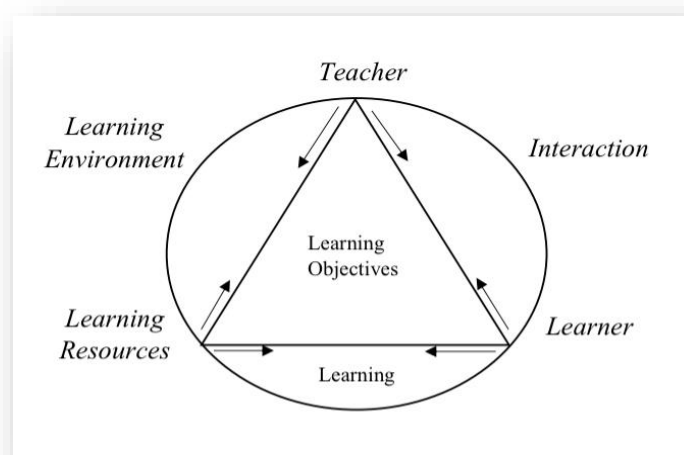 Teacher
Learning
Environment
Interaction
Learning
Objectives
Learning
Resources
Learner
Learning